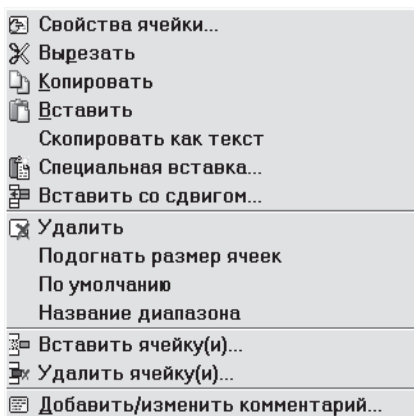 Свойства ячейки...
Вырезать
Копировать
Вставить
Скопировать как текст
Специальная вставка...
Вставить со сдвигом...
Удалить
Подогнать размер ячеек
По умолчанию
Название диапазона
Вставить ячейку(и)...
Удалить ячейку(и)...
Добавить/изменить комментарий...